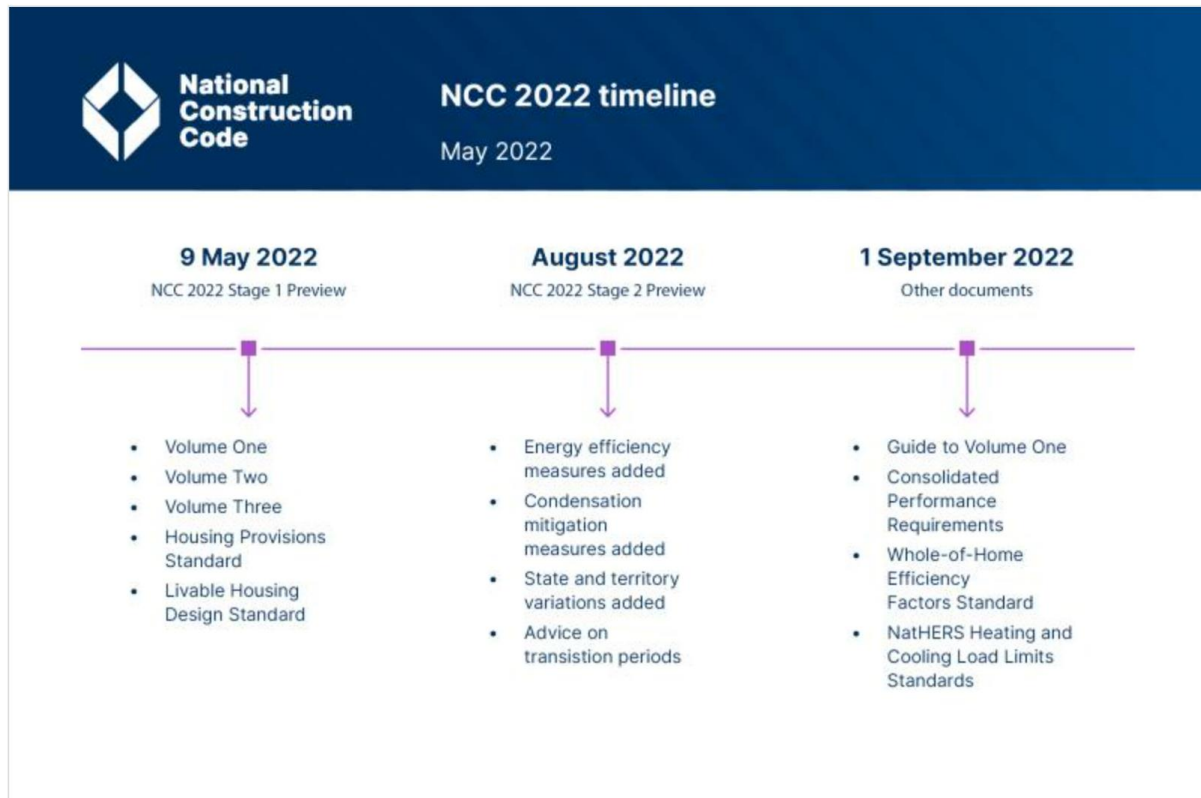 National
Construction
Code
NCC 2022 timeline
May 2022
9 May 2022
NCC 2022 Stage 1 Preview
August 2022
NCC 2022 Stage 2 Preview
1 September 2022
Other documents
• Volume One
• Volume Two
• Volume Three
• Housing Provisions
Standard
• Livable Housing
Design Standard
• Energy efficiency
measures added
• Condensation
mitigation
measures added
• State and territory
variations added
• Advice on
transistion periods
• Guide to Volume One
• Consolidated
Performance
Requirements
• Whole-of-Home
Efficiency
Factors Standard
• NatHERS Heating and
Cooling Load Limits
Standards